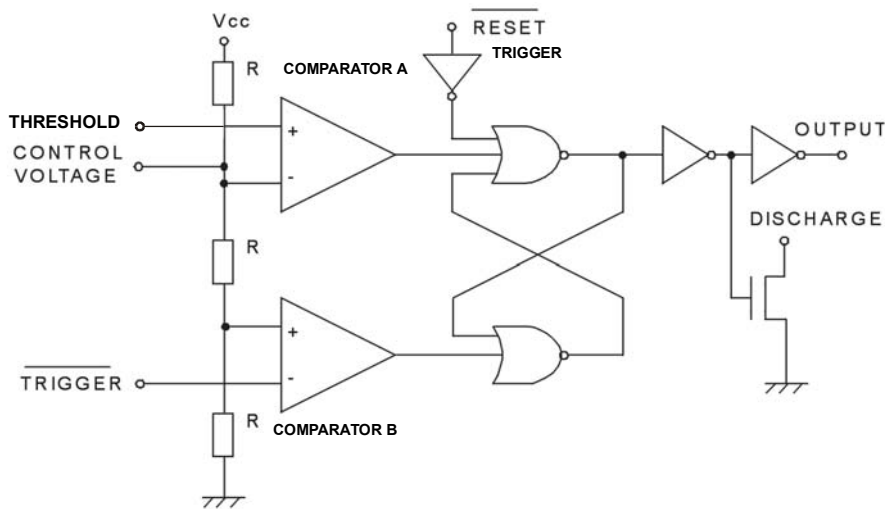 Vcc
RESET
TRIGGER
R
COMPARATOR A
THRESHOLD
+
OUTPUT
CONTROL
VOLTAGE
-
DISCHARGE
R
+
TRIGGER
-
R
COMPARATOR B